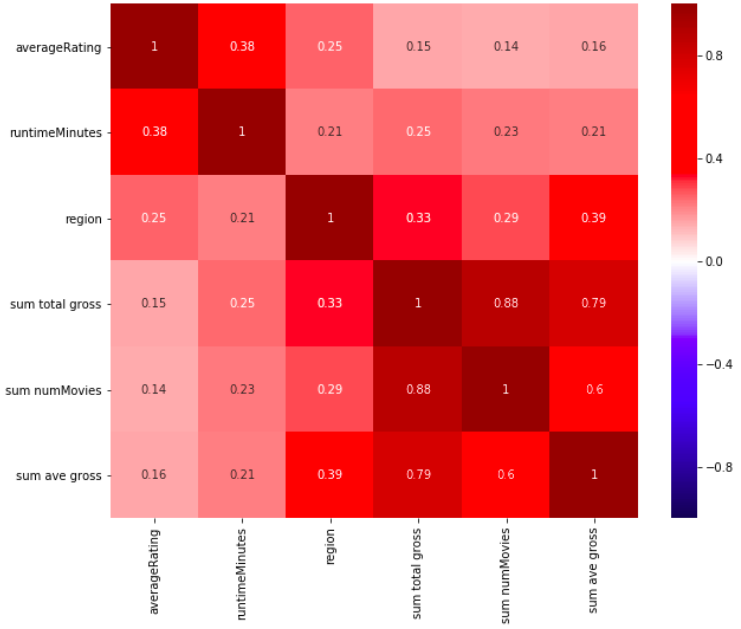 averageRating 1 0.38 0.25 0.15 0.14 0.16
runtimeMinutes 0.38 1 0.21 0.25 0.23 0.21
region 0.25 0.21 1 0.33 0.29 0.39
sum total gross 0.15 0.25 0.33 1 0.88 0.79
sum numMovies 0.14 0.23 0.29 0.88 1 0.6
sum ave gross 0.16 0.21 0.39 0.79 0.6 1
averageRating
runtimeMinutes
region
sum total gross
sum numMovies
sum ave gross
0.8
0.4
0.0
−0.4
−0.8